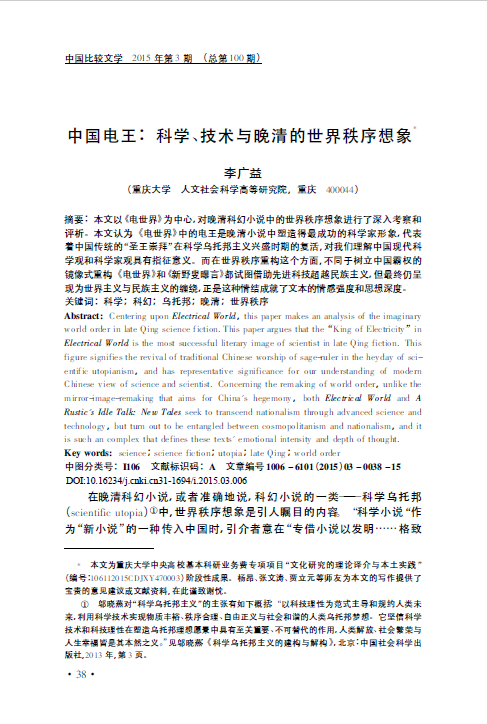 中国比较文学 2015 年第 3 期 (总第 100 期)
中国电王: 科学、技术与晚清的世界秩序想象*
李广益
(重庆大学 人文社会科学高等研究院, 重庆 400044)
摘要: 本文以《电世界》为中心, 对晚清科幻小说中的世界秩序想象进行了深入考察和
评析。本文认为《电世界》中的电王是晚清小说中塑造得最成功的科学家形象, 代表
着中国传统的“圣王崇拜”在科学乌托邦主义兴盛时期的复活, 对我们理解中国现代科
学观和科学家观具有指征意义。而在世界秩序重构这个方面, 不同于树立中国霸权的
镜像式重构《电世界》和《新野叟曝言》都试图借助先进科技超越民族主义, 但最终仍呈
现为世界主义与民族主义的缠绕, 正是这种情结成就了文本的情感强度和思想深度。
关键词: 科学; 科幻; 乌托邦; 晚清; 世界秩序
Abstract: Centering upon Electrical World, this paper makes an analysis of the imaginary
world order in late Qing science fiction. This paper argues that the “King of Electricity” in
Electrical World is the most successful literary image of scientist in late Qing fiction. This
figure signifies the revival of traditional Chinese worship of sage-ruler in the heyday of sci-
entific utopianism, and has representative significance for our understanding of modern
Chinese view of science and scientist. Concerning the remaking of world order, unlike the
mirror-image-remaking that aims for China's hegemony, both Electrical World and A
Rustic's Idle Talk: New Tales seek to transcend nationalism through advanced science and
technology, but turn out to be entangled between cosmopolitanism and nationalism, and it
is such an complex that defines these texts' emotional intensity and depth of thought.
Key words: science; science fiction; utopia; late Qing; world order
中图分类号: I106 文献标识码: A 文章编号 1006-6101(2015)03-0038-15
DOI:10.16234/j.cnki.cn31-1694/i.2015.03.006
在晚清科幻小说, 或者准确地说, 科幻小说的一类——科学乌托邦
(scientific utopia)①中, 世界秩序想象是引人瞩目的内容。“科学小说“作
为“新小说”的一种传入中国时, 引介者意在“专借小说以发明……格致
* 本文为重庆大学中央高校基本科研业务费专项项目“文化研究的理论译介与本土实践”
(编号:106112015CDJXY470003)阶段性成果。杨昂、张文涛、贾立元等师友为本文的写作提供了
宝贵的意见建议或文献资料, 在此谨致谢忱。
① 邬晓燕对“科学乌托邦主义”的主张有如下概括: “以科技理性为范式主导和规约人类未
来, 利用科学技术实现物质丰裕、秩序合理、自由正义与社会和谐的人类乌托邦梦想。它坚信科学
技术和科技理性在塑造乌托邦理想愿景中具有至关重要、不可替代的作用, 人类解放、社会繁荣与
人生幸福皆是其本然之义。”见邬晓燕《科学乌托邦主义的建构与解构》, 北京: 中国社会科学出
版社, 2013 年, 第 3 页。
· 38 ·